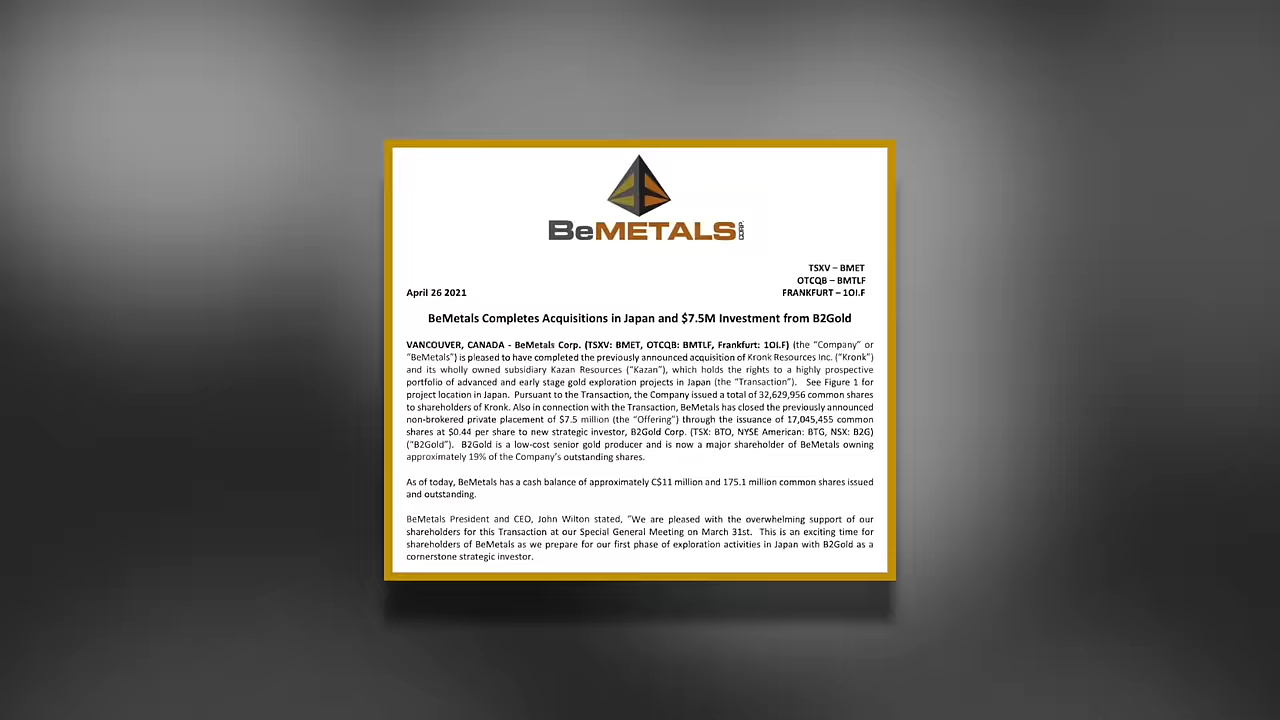 BeMETALS CORP.
TSXV – BMET
OTCQB – BMTLF
April 26 2021 FRANKFURT – 1OI.F
BeMetals Completes Acquisitions in Japan and $7.5M Investment from B2Gold
VANCOUVER, CANADA - BeMetals Corp. (TSXV: BMET, OTCQB: BMTLF, Frankfurt: 1OI.F) (the “Company” or
“BeMetals”) is pleased to have completed the previously announced acquisition of Kronk Resources Inc. (“Kronk”)
and its wholly owned subsidiary Kazan Resources (“Kazan”), which holds the rights to a highly prospective
portfolio of advanced and early stage gold exploration projects in Japan (the “Transaction”). See Figure 1 for
project location in Japan. Pursuant to the Transaction, the Company issued a total of 32,629,956 common shares
to shareholders of Kronk. Also in connection with the Transaction, BeMetals has closed the previously announced
non-brokered private placement of $7.5 million (the “Offering”) through the issuance of 17,045,455 common
shares at $0.44 per share to new strategic investor, B2Gold Corp. (TSX: BTO, NYSE American: BTG, NSX: B2G)
(“B2Gold”). B2Gold is a low-cost senior gold producer and is now a major shareholder of BeMetals owning
approximately 19% of the Company’s outstanding shares.
As of today, BeMetals has a cash balance of approximately C$11 million and 175.1 million common shares issued
and outstanding.
BeMetals President and CEO, John Wilton stated, “We are pleased with the overwhelming support of our
shareholders for this Transaction at our Special General Meeting on March 31st. This is an exciting time for
shareholders of BeMetals as we prepare for our first phase of exploration activities in Japan with B2Gold as a
cornerstone strategic investor.